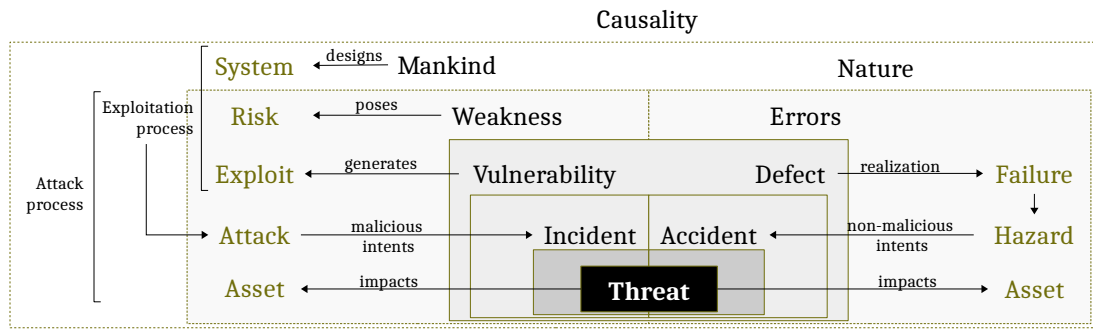 Causality
System
designs
Mankind
Nature
Exploitation
process
Risk
poses
Weakness
Errors
Attack
process
Exploit
generates
Vulnerability
Defect
realization
Failure
Attack
malicious
intents
Incident
Accident
non-malicious
intents
Hazard
Asset
impacts
Threat
impacts
Asset